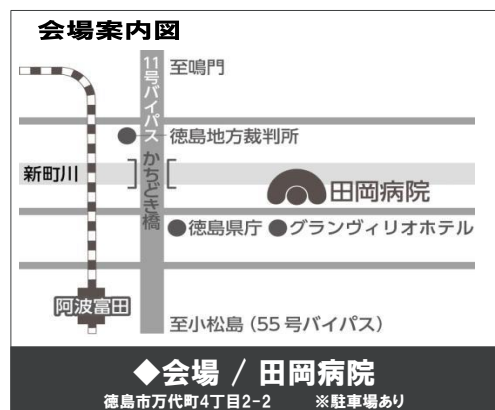 会場案内図
11号バイパス
至鳴門
徳島地方裁判所
新町川
かちどき橋
田岡病院
●徳島県庁 ●グランヴィリオホテル
阿波富田
至小松島（55号バイパス）
◆会場 / 田岡病院
徳島市万代町4丁目2-2 ※駐車場あり